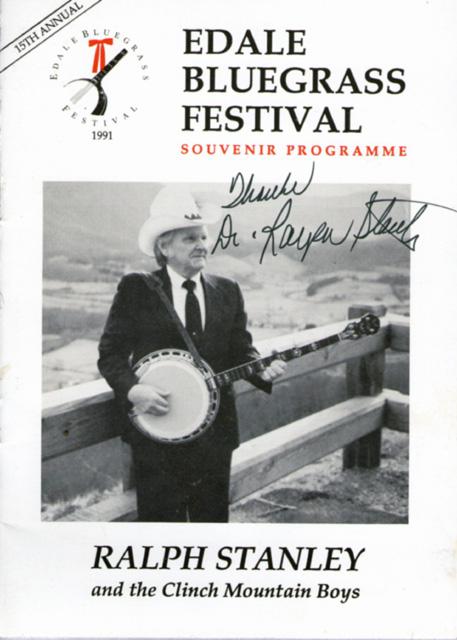 15TH ANNUAL
EDALE BLUEGRASS
FESTIVAL
1991
EDALE
BLUEGRASS
FESTIVAL
SOUVENIR PROGRAMME
Thanks
Dr. Ralph Stanley
RALPH STANLEY
and the Clinch Mountain Boys